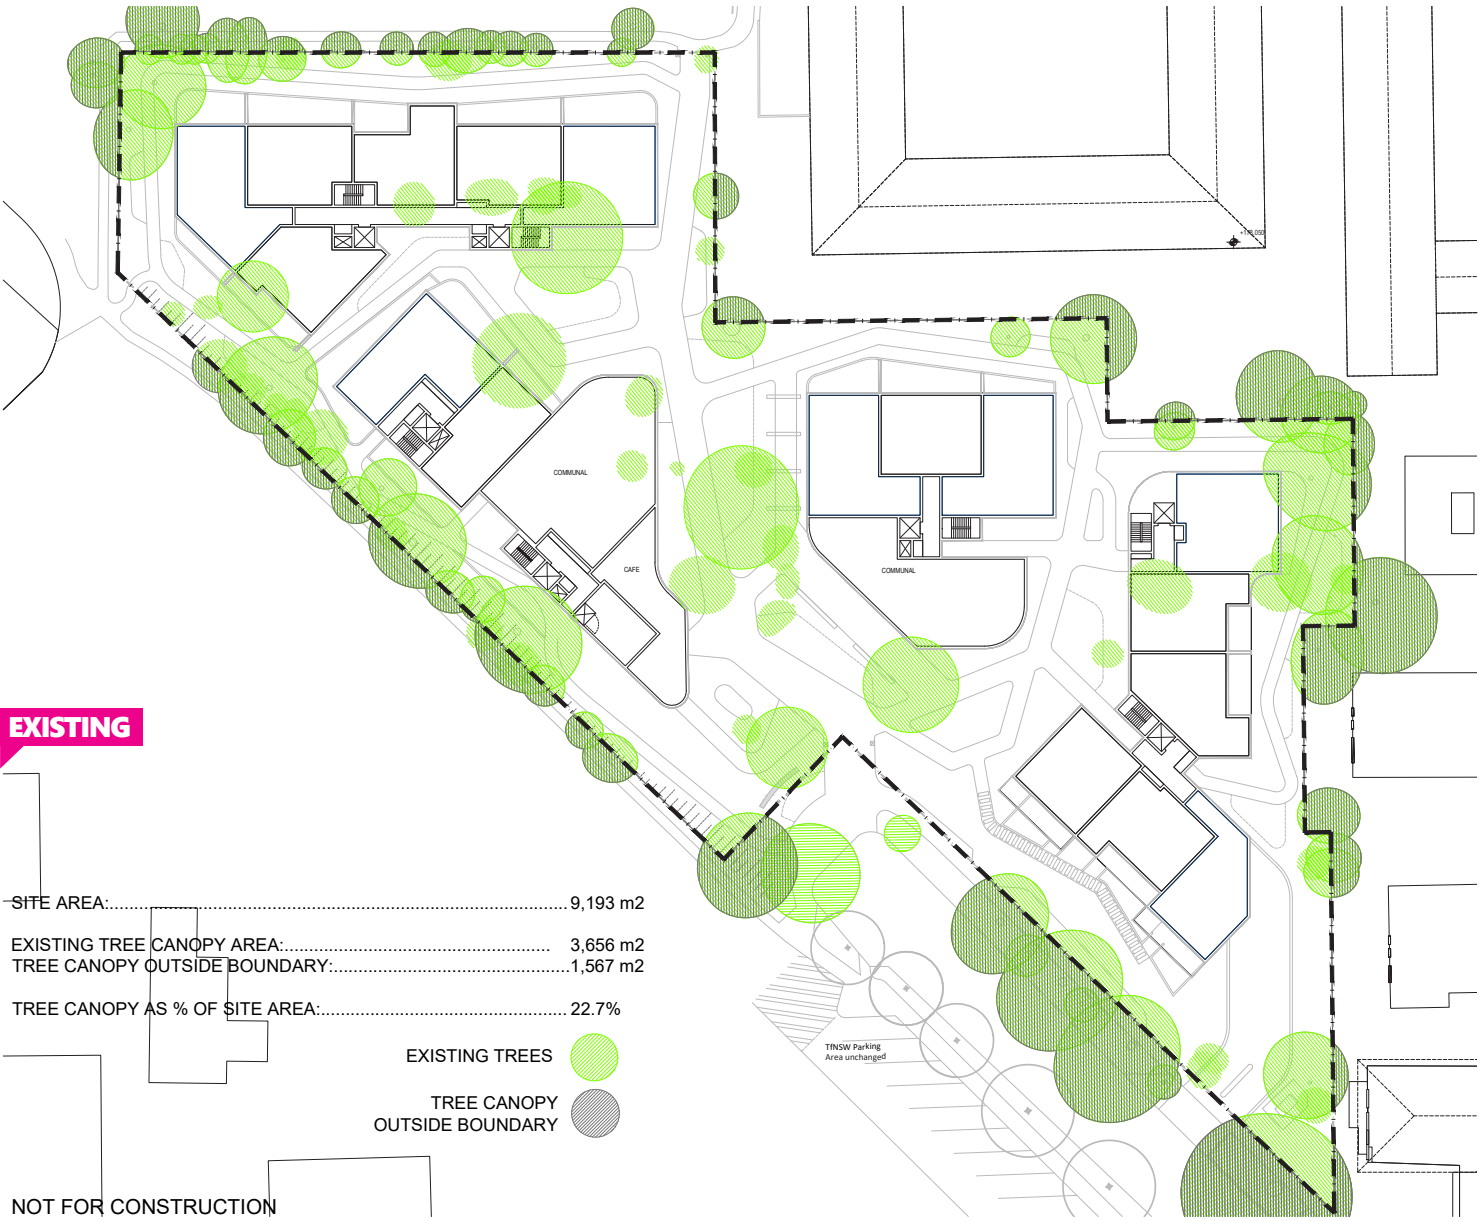 +178.050
COMMUNAL
CAFE
COMMUNAL
EXISTING
SITE AREA:..........................................................................................9,193 m2
EXISTING TREE CANOPY AREA:.................................................... 3,656 m2
TREE CANOPY OUTSIDE BOUNDARY:..............................................1,567 m2
TREE CANOPY AS % OF SITE AREA:................................................22.7%
EXISTING TREES
TREE CANOPY
OUTSIDE BOUNDARY
TfNSW Parking
Area unchanged
NOT FOR CONSTRUCTION